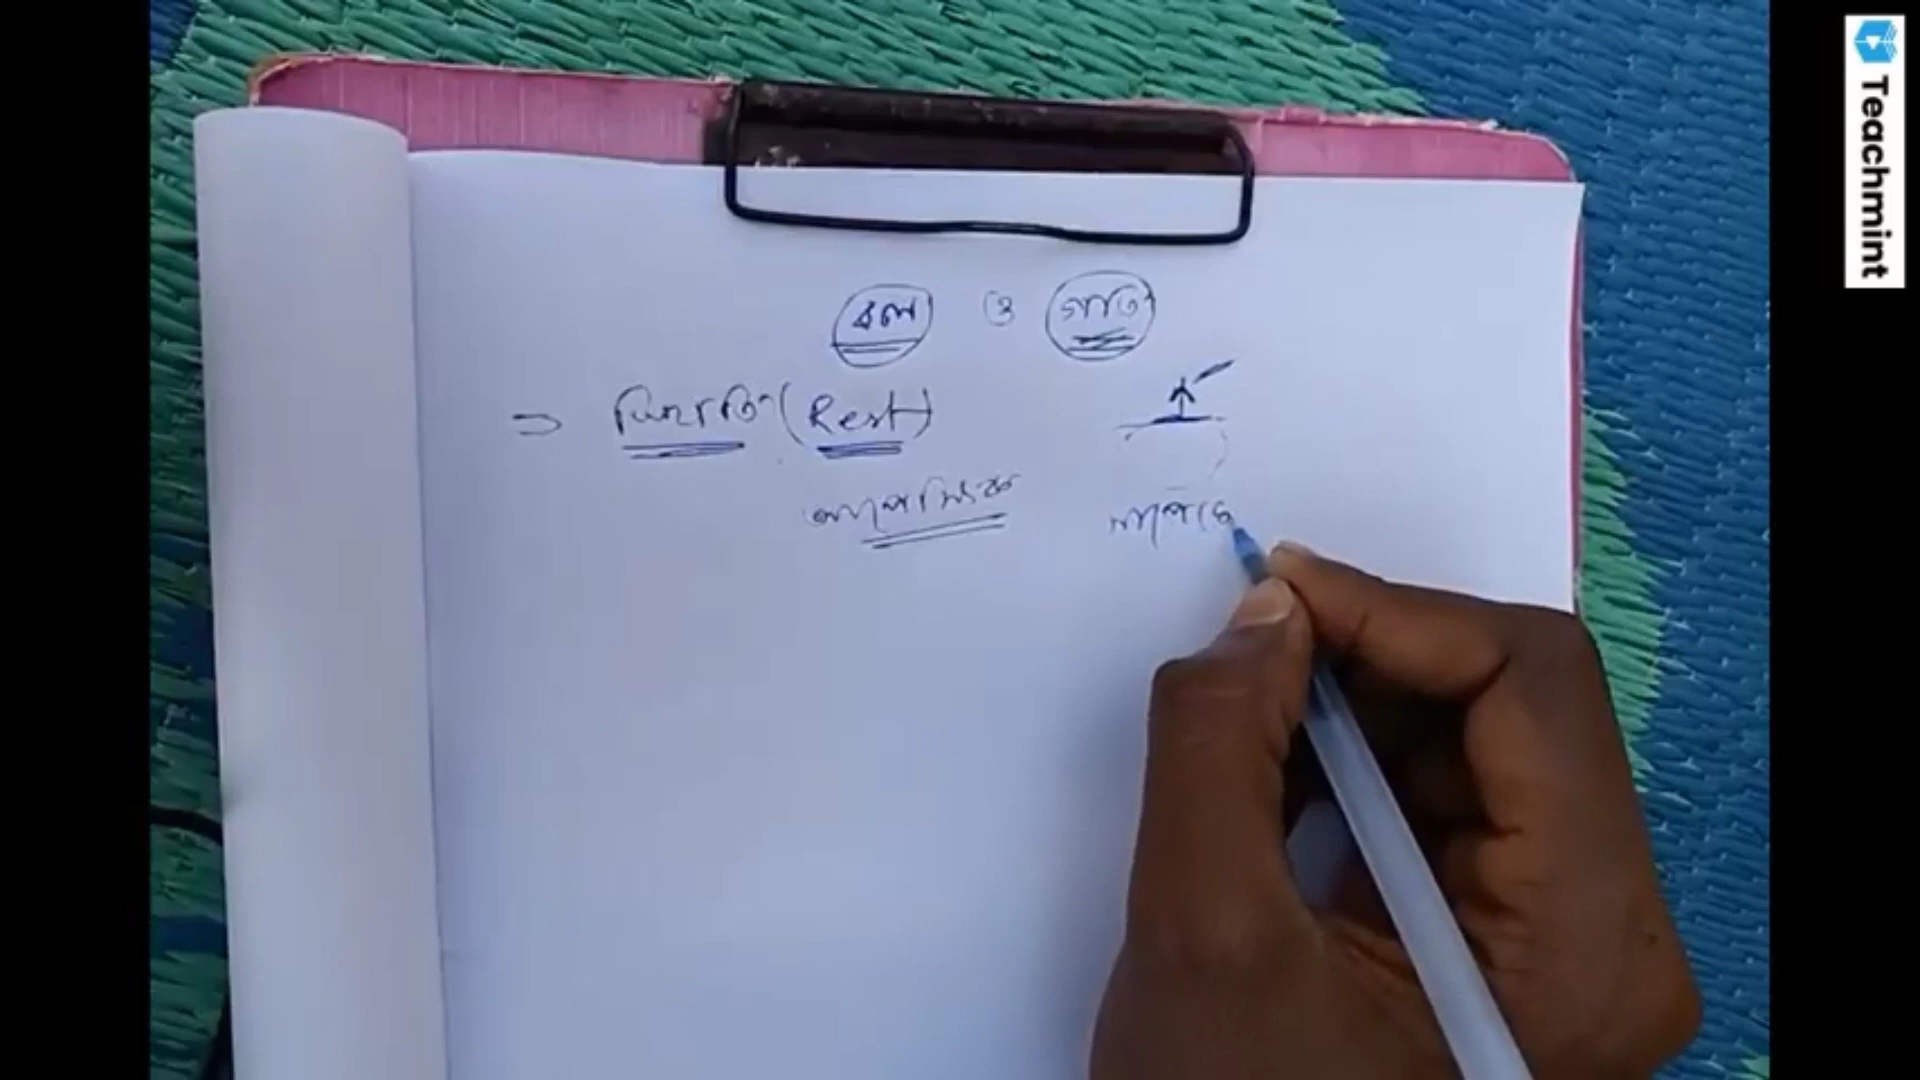 বল ও গতি
⇒ স্থিতি (Rest)
আপেক্ষিক
সাপেক্ষে
Teachmint